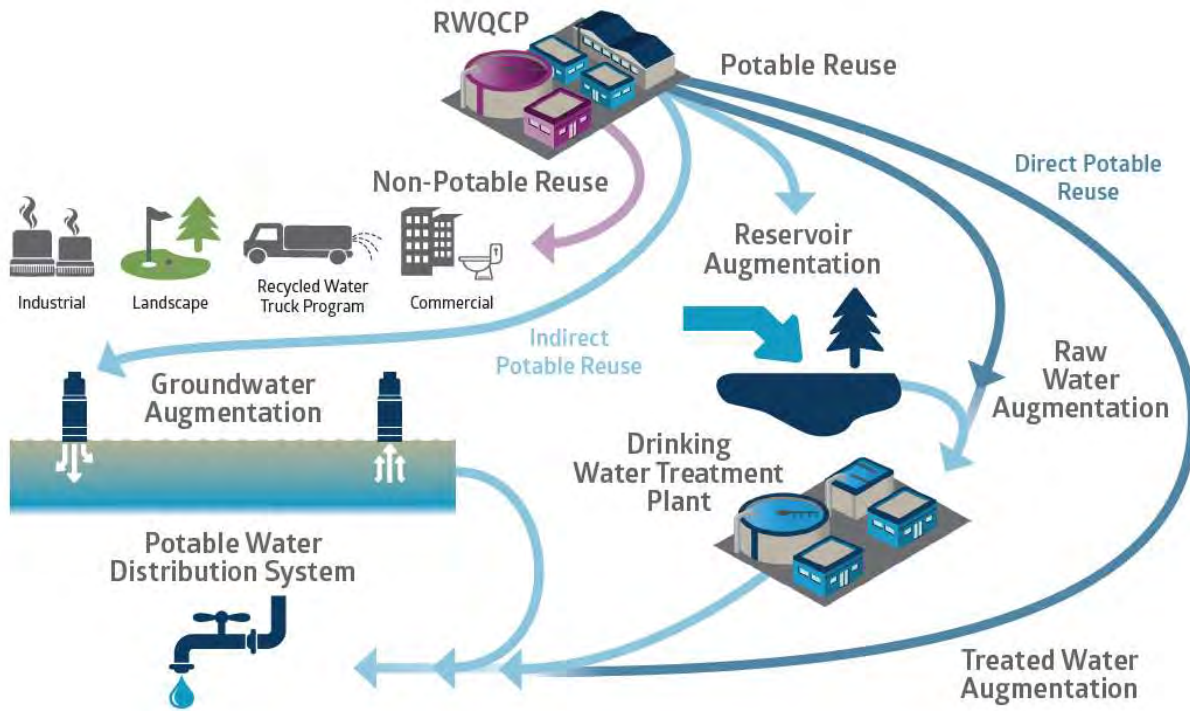 RWQCP
Potable Reuse
Direct Potable
Reuse
Non-Potable Reuse
Industrial
Landscape
Recycled Water
Truck Program
Commercial
Reservoir
Augmentation
Indirect
Potable Reuse
Raw
Water
Augmentation
Groundwater
Augmentation
Drinking
Water Treatment
Plant
Potable Water
Distribution System
Treated Water
Augmentation